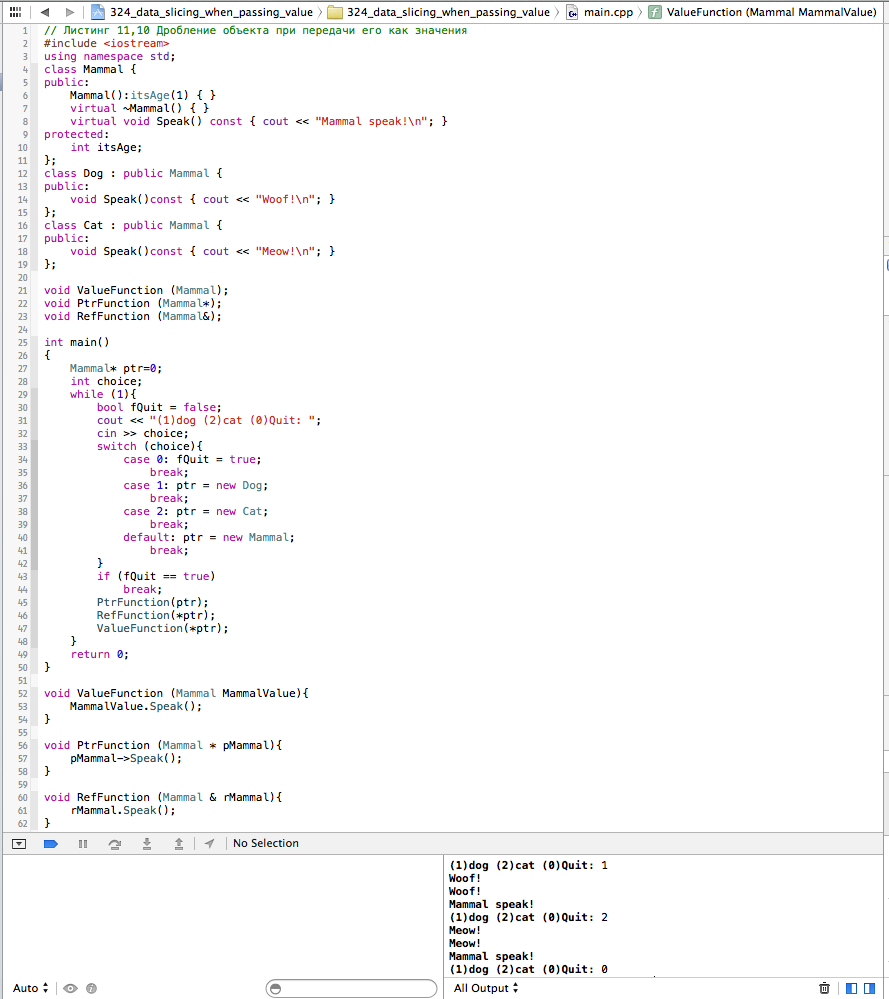 324_data_slicing_when_passing_value 324_data_slicing_when_passing_value main.cpp ValueFunction (Mammal MammalValue)
1 // Листинг 11,10 Дробление объекта при передачи его как значения
2 #include <iostream>
3 using namespace std;
4 class Mammal {
5 public:
6     Mammal():itsAge(1) { }
7     virtual ~Mammal() { }
8     virtual void Speak() const { cout << "Mammal speak!\n"; }
9 protected:
10     int itsAge;
11 };
12 class Dog : public Mammal {
13 public:
14     void Speak()const { cout << "Woof!\n"; }
15 };
16 class Cat : public Mammal {
17 public:
18     void Speak()const { cout << "Meow!\n"; }
19 };
20
21 void ValueFunction (Mammal);
22 void PtrFunction (Mammal*);
23 void RefFunction (Mammal&);
24
25 int main()
26 {
27     Mammal* ptr=0;
28     int choice;
29     while (1){
30         bool fQuit = false;
31         cout << "(1)dog (2)cat (0)Quit: ";
32         cin >> choice;
33         switch (choice){
34             case 0: fQuit = true;
35                 break;
36             case 1: ptr = new Dog;
37                 break;
38             case 2: ptr = new Cat;
39                 break;
40             default: ptr = new Mammal;
41                 break;
42         }
43         if (fQuit == true)
44             break;
45         PtrFunction(ptr);
46         RefFunction(*ptr);
47         ValueFunction(*ptr);
48     }
49     return 0;
50 }
51
52 void ValueFunction (Mammal MammalValue){
53     MammalValue.Speak();
54 }
55
56 void PtrFunction (Mammal * pMammal){
57     pMammal->Speak();
58 }
59
60 void RefFunction (Mammal & rMammal){
61     rMammal.Speak();
62 }
No Selection
(1)dog (2)cat (0)Quit: 1
Woof!
Woof!
Mammal speak!
(1)dog (2)cat (0)Quit: 2
Meow!
Meow!
Mammal speak!
(1)dog (2)cat (0)Quit: 0
Auto
All Output